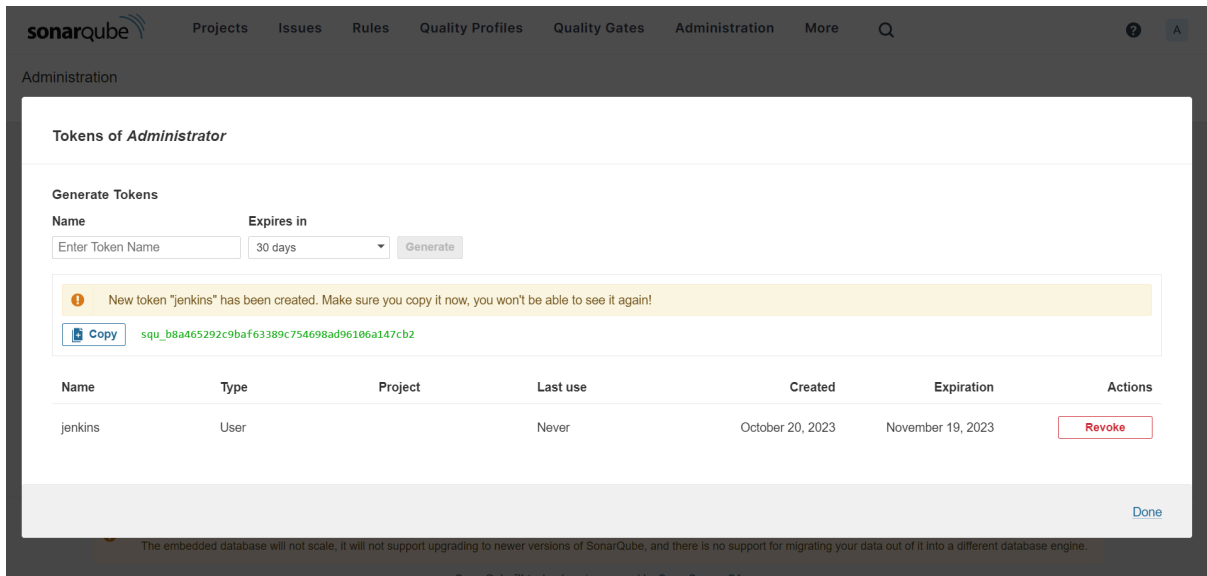 sonarqube Projects Issues Rules Quality Profiles Quality Gates Administration More ? A
Administration
Tokens of Administrator
Generate Tokens
Name Expires in
Enter Token Name 30 days Generate
New token "jenkins" has been created. Make sure you copy it now, you won't be able to see it again!
Copy squ_b8a465292c9baf63389c754698ad96106a147cb2
Name Type Project Last use Created Expiration Actions
jenkins User Never October 20, 2023 November 19, 2023 Revoke
Done
The embedded database will not scale, it will not support upgrading to newer versions of SonarQube, and there is no support for migrating your data out of it into a different database engine.